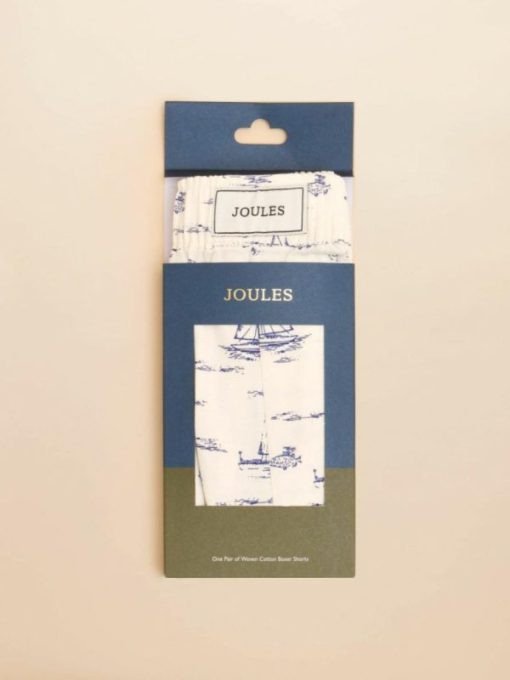 JOULES
JOULES
One Pair of Woven Cotton Boxer Shorts